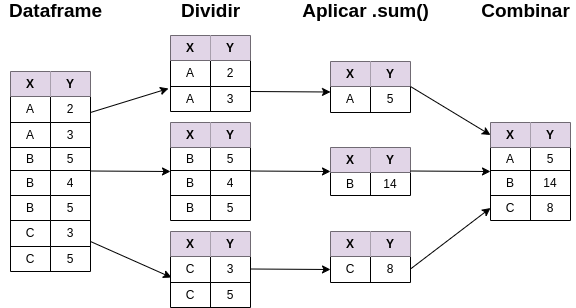 Dataframe
Dividir
Aplicar .sum()
Combinar
X Y
A 2
A 3
B 5
B 4
B 5
C 3
C 5
X Y
A 2
A 3
X Y
B 5
B 4
B 5
X Y
C 3
C 5
X Y
A 5
X Y
B 14
X Y
C 8
X Y
A 5
B 14
C 8